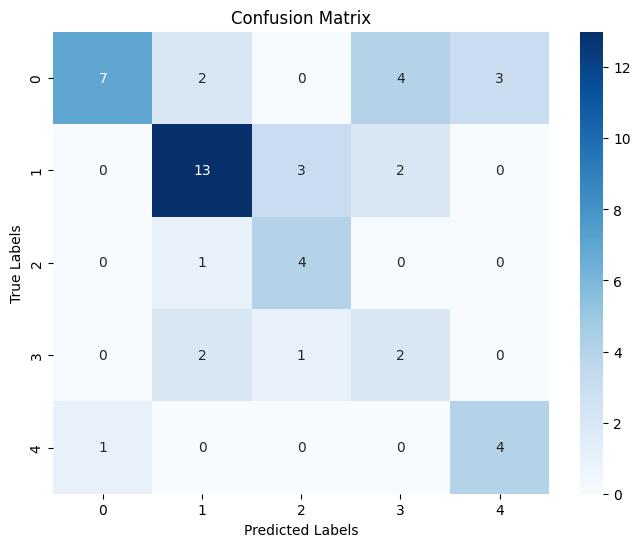 Confusion Matrix
True Labels
0 7 2 0 4 3
1 0 13 3 2 0
2 0 1 4 0 0
3 0 2 1 2 0
4 1 0 0 0 4
0 1 2 3 4
Predicted Labels
12
10
8
6
4
2
0